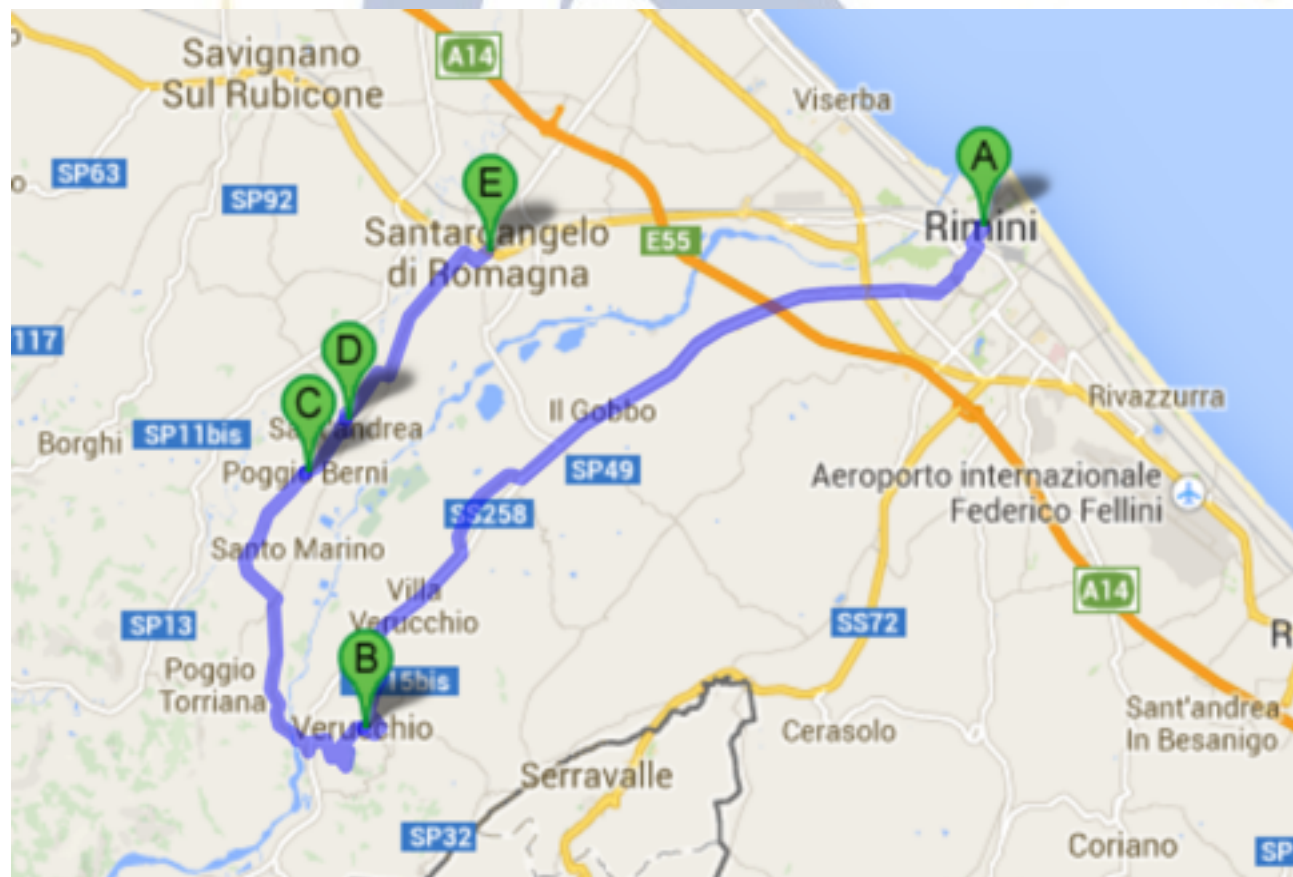 Savignano
Sul Rubicone
A14
Viserba
A
SP63
SP92
E
Santarcangelo
di Romagna
E55
Rimini
117
D
C
Il Gobbo
Rivazzurra
Borghi
SP11bis
Poggio Berni
SP49
Aeroporto internazionale
Federico Fellini
SS258
Santo Marino
Villa
Verucchio
A14
SP13
SS72
R
B
15bis
Poggio
Torriana
Verucchio
Cerasolo
Sant'andrea
In Besanigo
Serravalle
SP32
Coriano
SP